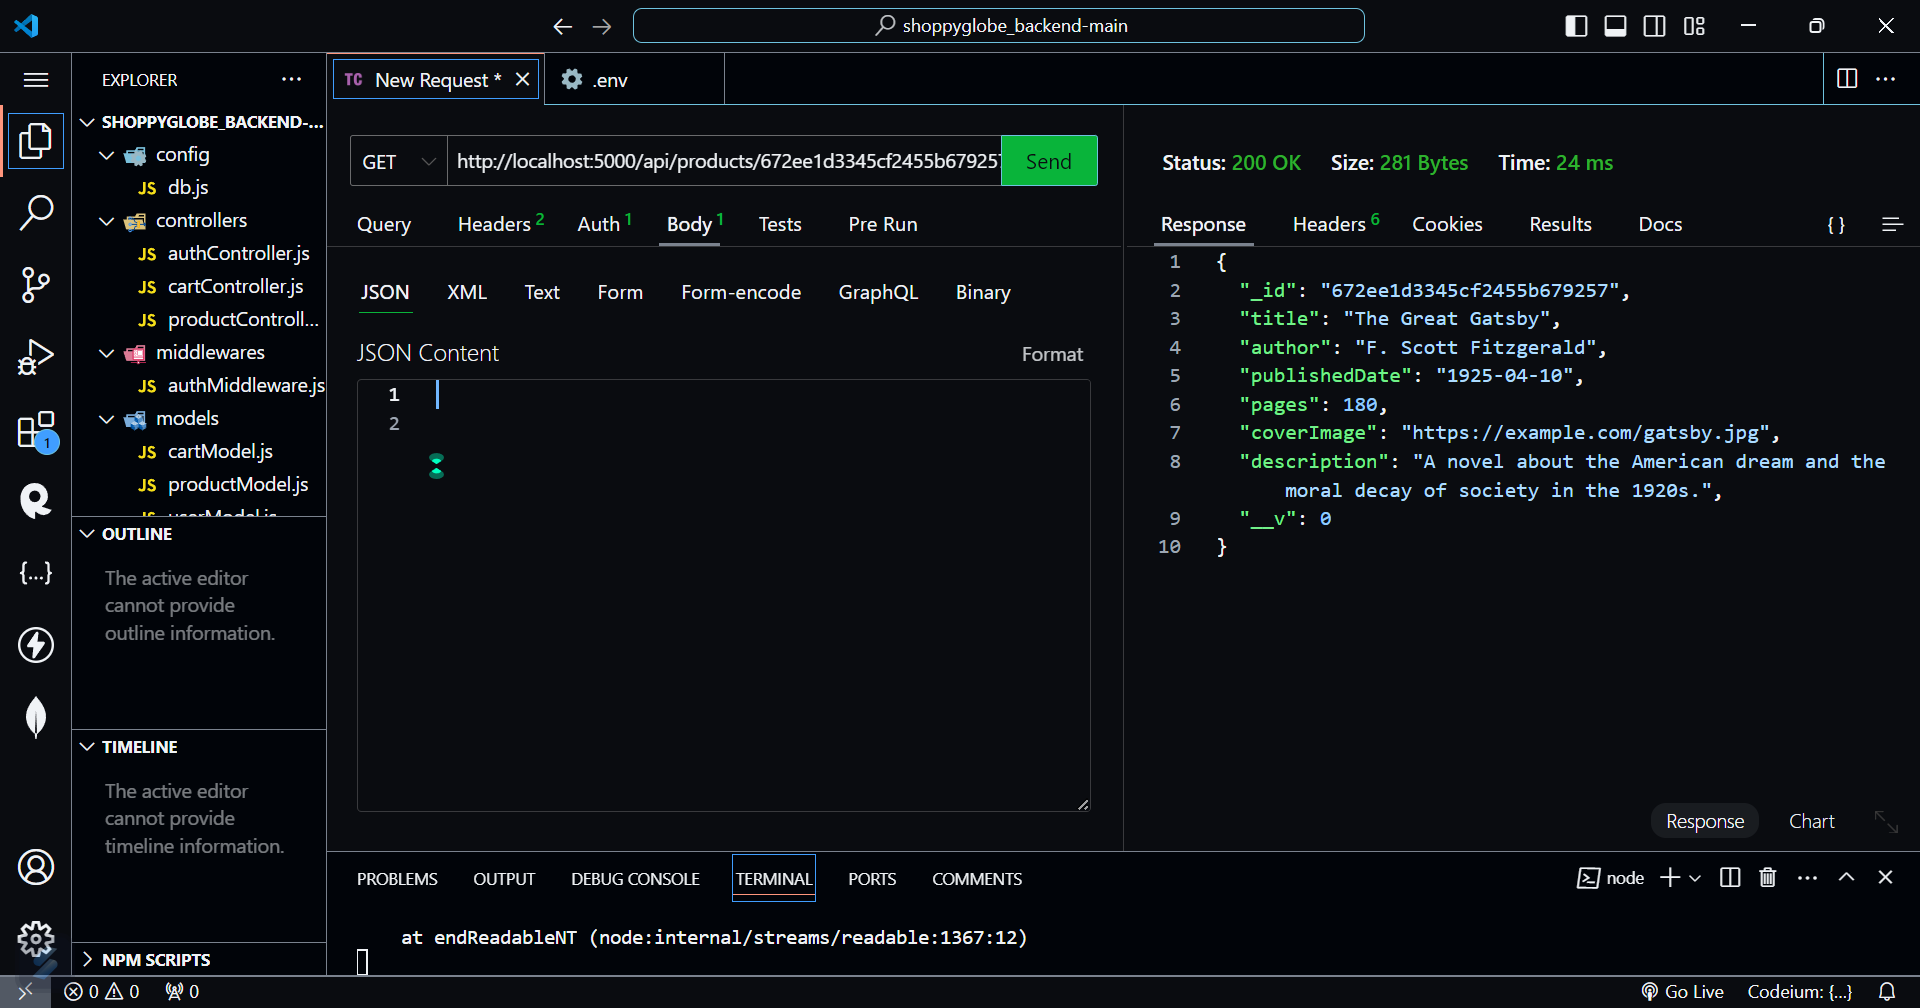 shoppyglobe_backend-main
EXPLORER
SHOPPYGLOBE_BACKEND-...
config
JS db.js
controllers
JS authController.js
JS cartController.js
JS productControll...
middlewares
JS authMiddleware.js
models
JS cartModel.js
JS productModel.js
JS userModel.js
OUTLINE
The active editor
cannot provide
outline information.
TIMELINE
The active editor
cannot provide
timeline information.
NPM SCRIPTS
1
TC New Request *
.env
GET http://localhost:5000/api/products/672ee1d3345cf2455b679257 Send
Query Headers 2 Auth 1 Body 1 Tests Pre Run
JSON XML Text Form Form-encode GraphQL Binary
JSON Content Format
1
2
Status: 200 OK Size: 281 Bytes Time: 24 ms
Response Headers 6 Cookies Results Docs { }
1 {
2 "_id": "672ee1d3345cf2455b679257",
3 "title": "The Great Gatsby",
4 "author": "F. Scott Fitzgerald",
5 "publishedDate": "1925-04-10",
6 "pages": 180,
7 "coverImage": "https://example.com/gatsby.jpg",
8 "description": "A novel about the American dream and the
moral decay of society in the 1920s.",
9 "__v": 0
10 }
Response Chart
PROBLEMS OUTPUT DEBUG CONSOLE TERMINAL PORTS COMMENTS node
at endReadableNT (node:internal/streams/readable:1367:12)
0 0 0 Go Live Codeium: {...}